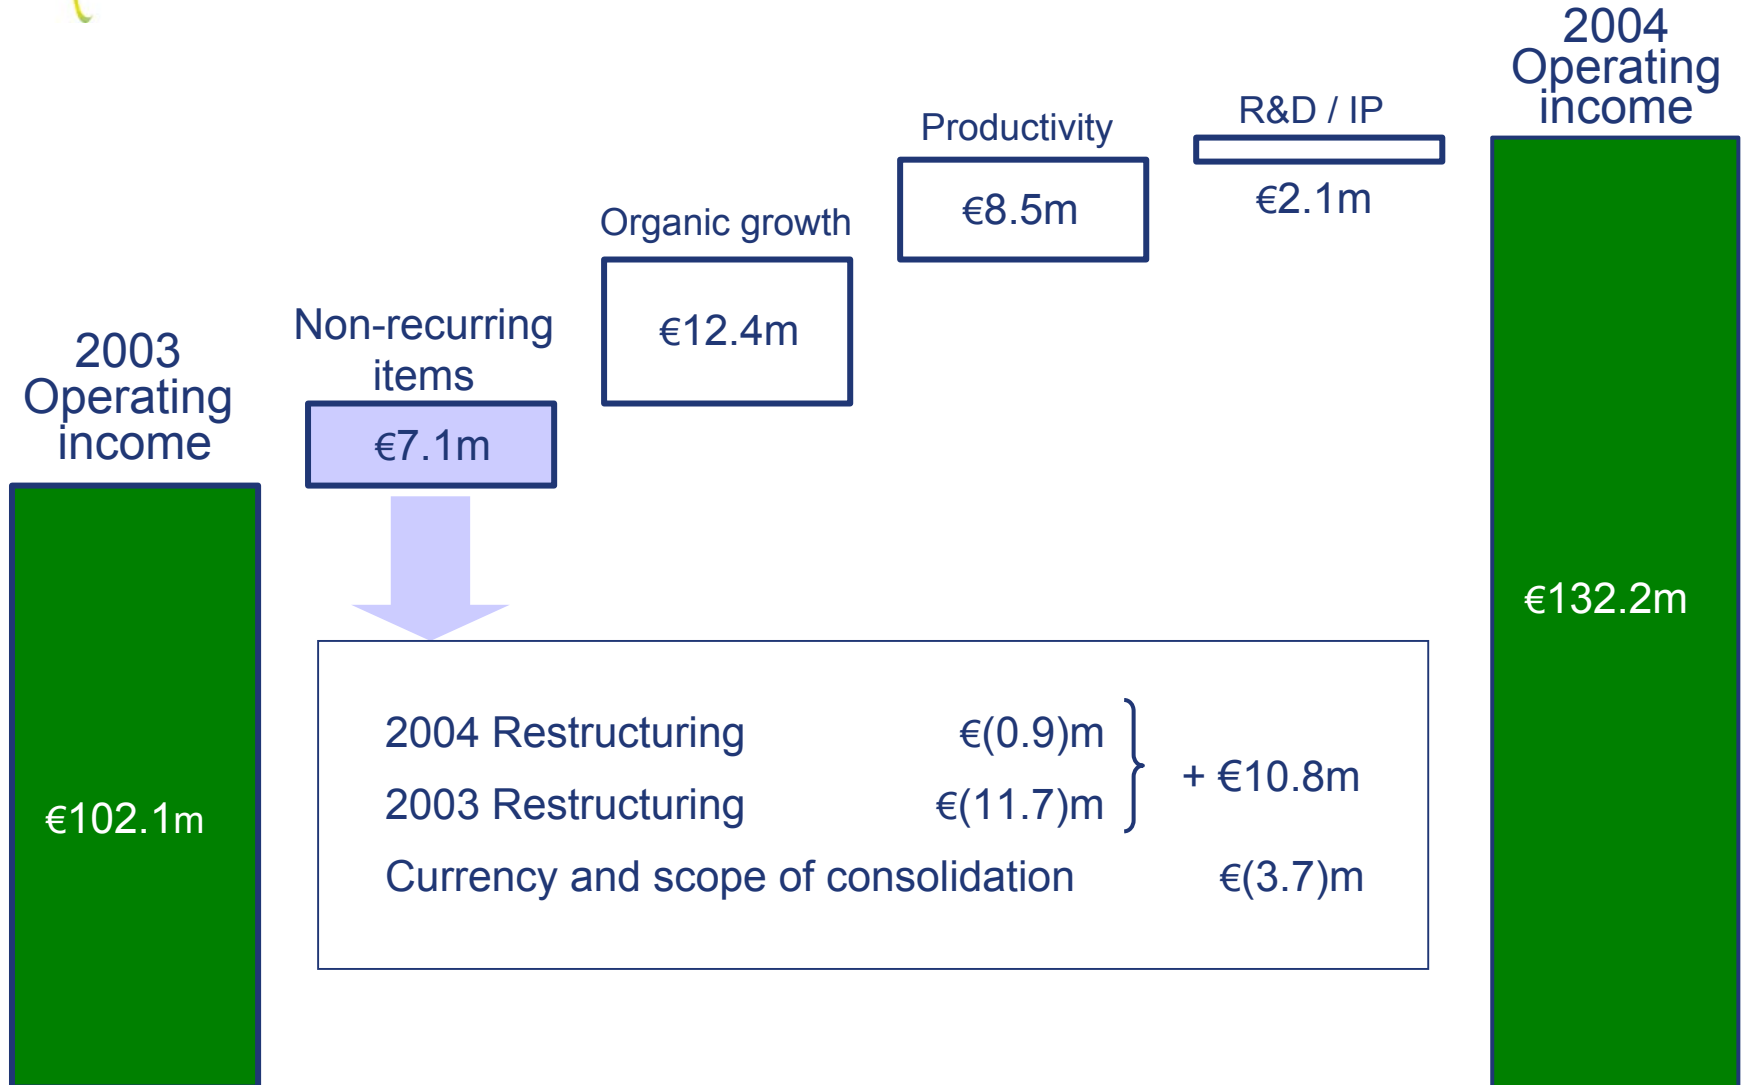 2003
Operating
income
€102.1m
Non-recurring
items
€7.1m
Organic growth
€12.4m
Productivity
€8.5m
R&D / IP
€2.1m
2004
Operating
income
€132.2m
2004 Restructuring €(0.9)m
+ €10.8m
2003 Restructuring €(11.7)m
Currency and scope of consolidation €(3.7)m